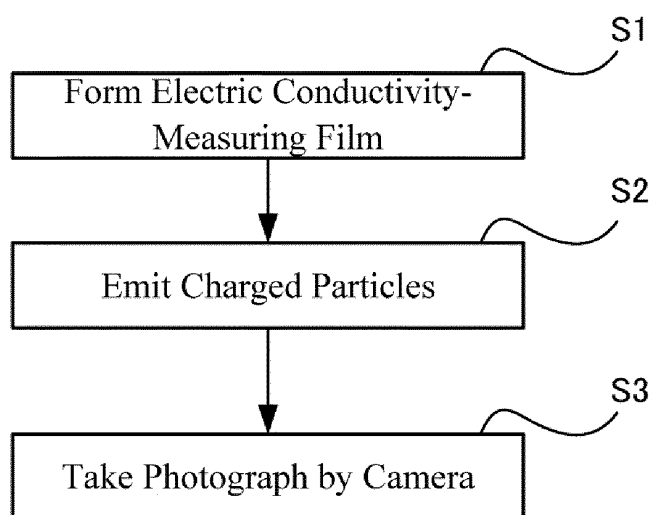 S1
Form Electric Conductivity-
Measuring Film
S2
Emit Charged Particles
S3
Take Photograph by Camera